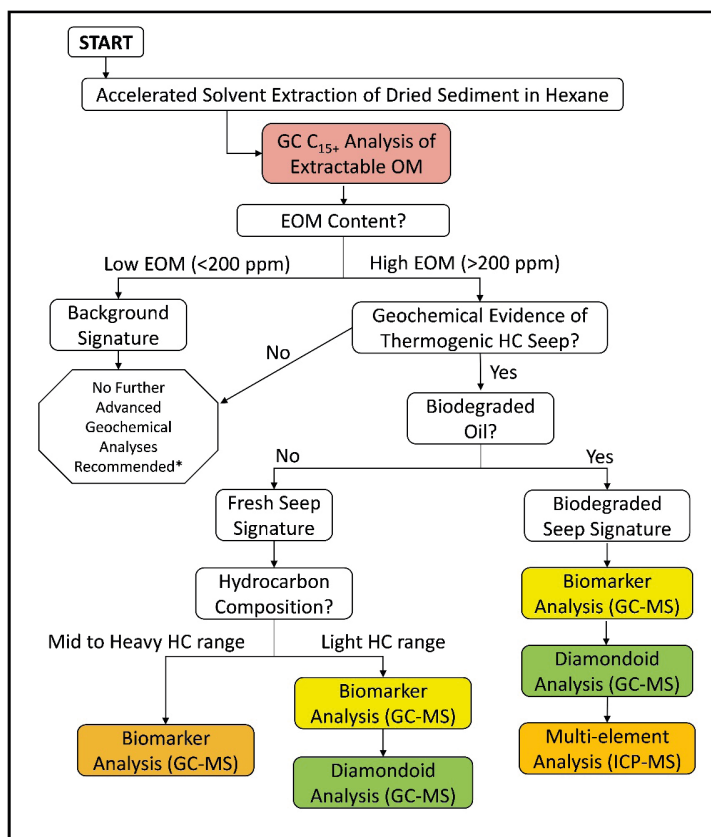 START
Accelerated Solvent Extraction of Dried Sediment in Hexane
GC C₁₅₊ Analysis of
Extractable OM
EOM Content?
Low EOM (<200 ppm)
High EOM (>200 ppm)
Background
Signature
Geochemical Evidence of
Thermogenic HC Seep?
No
Yes
No Further
Advanced
Geochemical
Analyses
Recommended*
Biodegraded
Oil?
No
Yes
Fresh Seep
Signature
Biodegraded
Seep Signature
Hydrocarbon
Composition?
Biomarker
Analysis (GC-MS)
Mid to Heavy HC range
Light HC range
Diamondoid
Analysis (GC-MS)
Biomarker
Analysis (GC-MS)
Biomarker
Analysis (GC-MS)
Multi-element
Analysis (ICP-MS)
Diamondoid
Analysis (GC-MS)